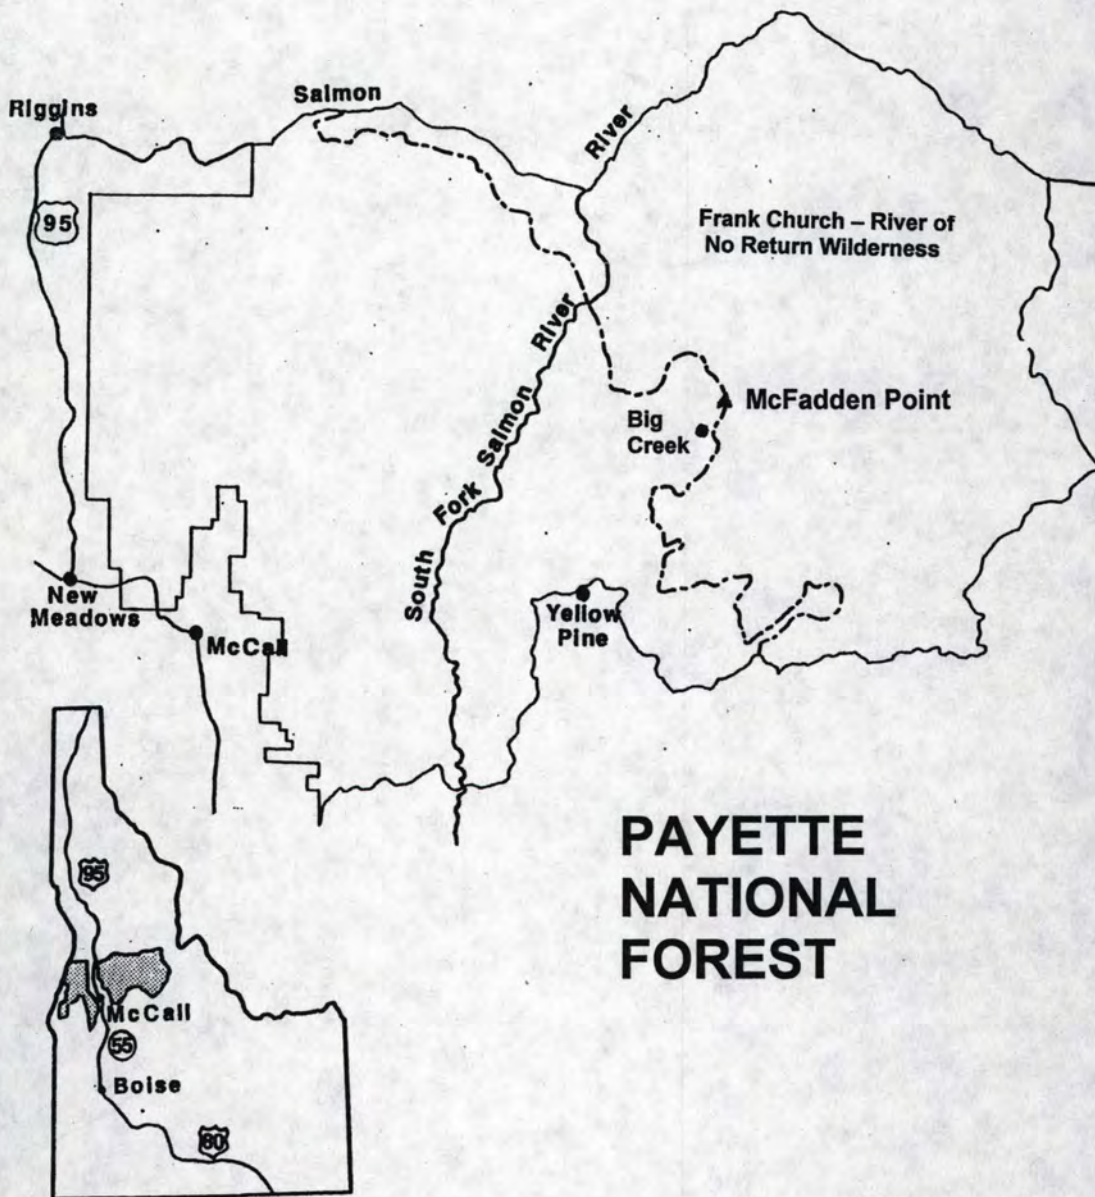 Salmon
Riggins
River
95
Frank Church – River of
No Return Wilderness
River
McFadden Point
Big
Creek
Salmon
Fork
South
New
Meadows
Yellow
Pine
McCall
PAYETTE
NATIONAL
FOREST
95
McCall
55
Boise
80